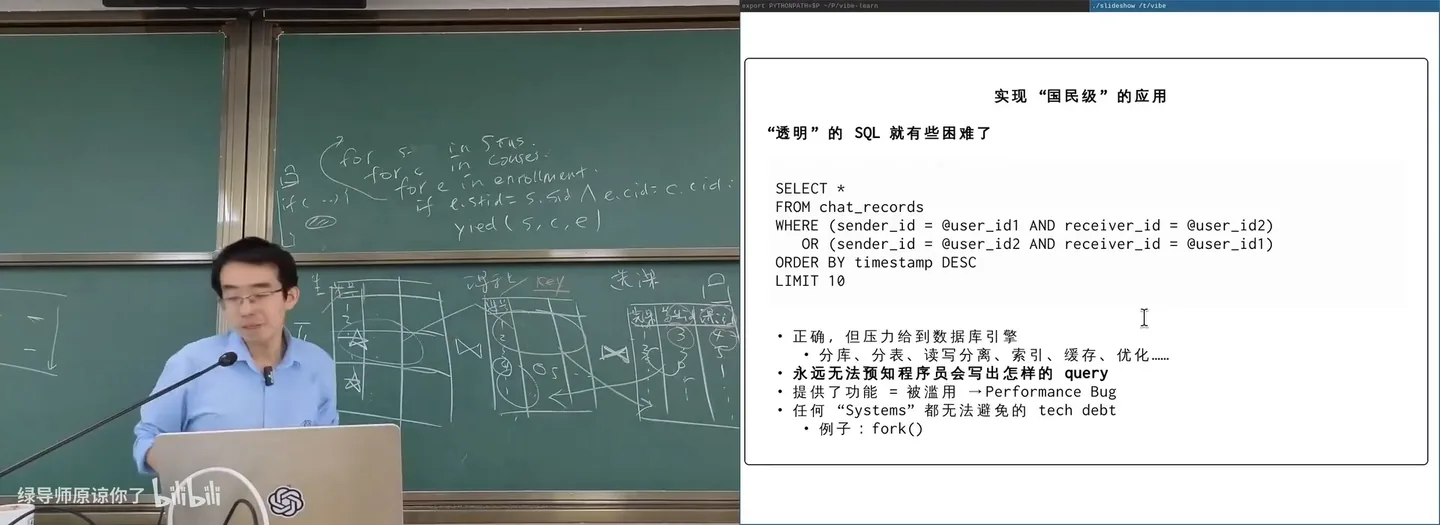 export PYTHONPATH=$P ~/P/vibe-learn
./slideshow /t/vibe
for s in Stus.
for c in courses.
for e in enrollment.
if e.stid = s.sid ∧ e.cid = c.cid:
yield (s, c, e)
if (
KEY
选课
绿导师原谅你了 bilibili
实现 “国民级” 的应用
“透明” 的 SQL 就有些困难了
SELECT *
FROM chat_records
WHERE (sender_id = @user_id1 AND receiver_id = @user_id2)
OR (sender_id = @user_id2 AND receiver_id = @user_id1)
ORDER BY timestamp DESC
LIMIT 10
• 正确, 但压力给到数据库引擎
• 分库、分表、读写分离、索引、缓存、优化……
• 永远无法预知程序员会写出怎样的 query
• 提供了功能 = 被滥用 →Performance Bug
• 任何 “Systems” 都无法避免的 tech debt
• 例子：fork()